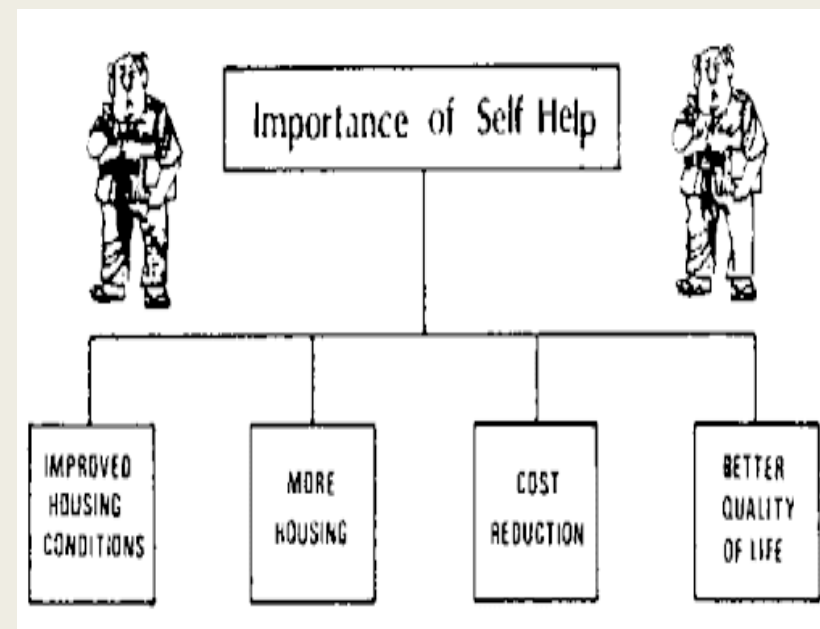 Importance of Self Help
IMPROVED
HOUSING
CONDITIONS
MORE
HOUSING
COST
REDUCTION
BETTER
QUALITY
OF LIFE